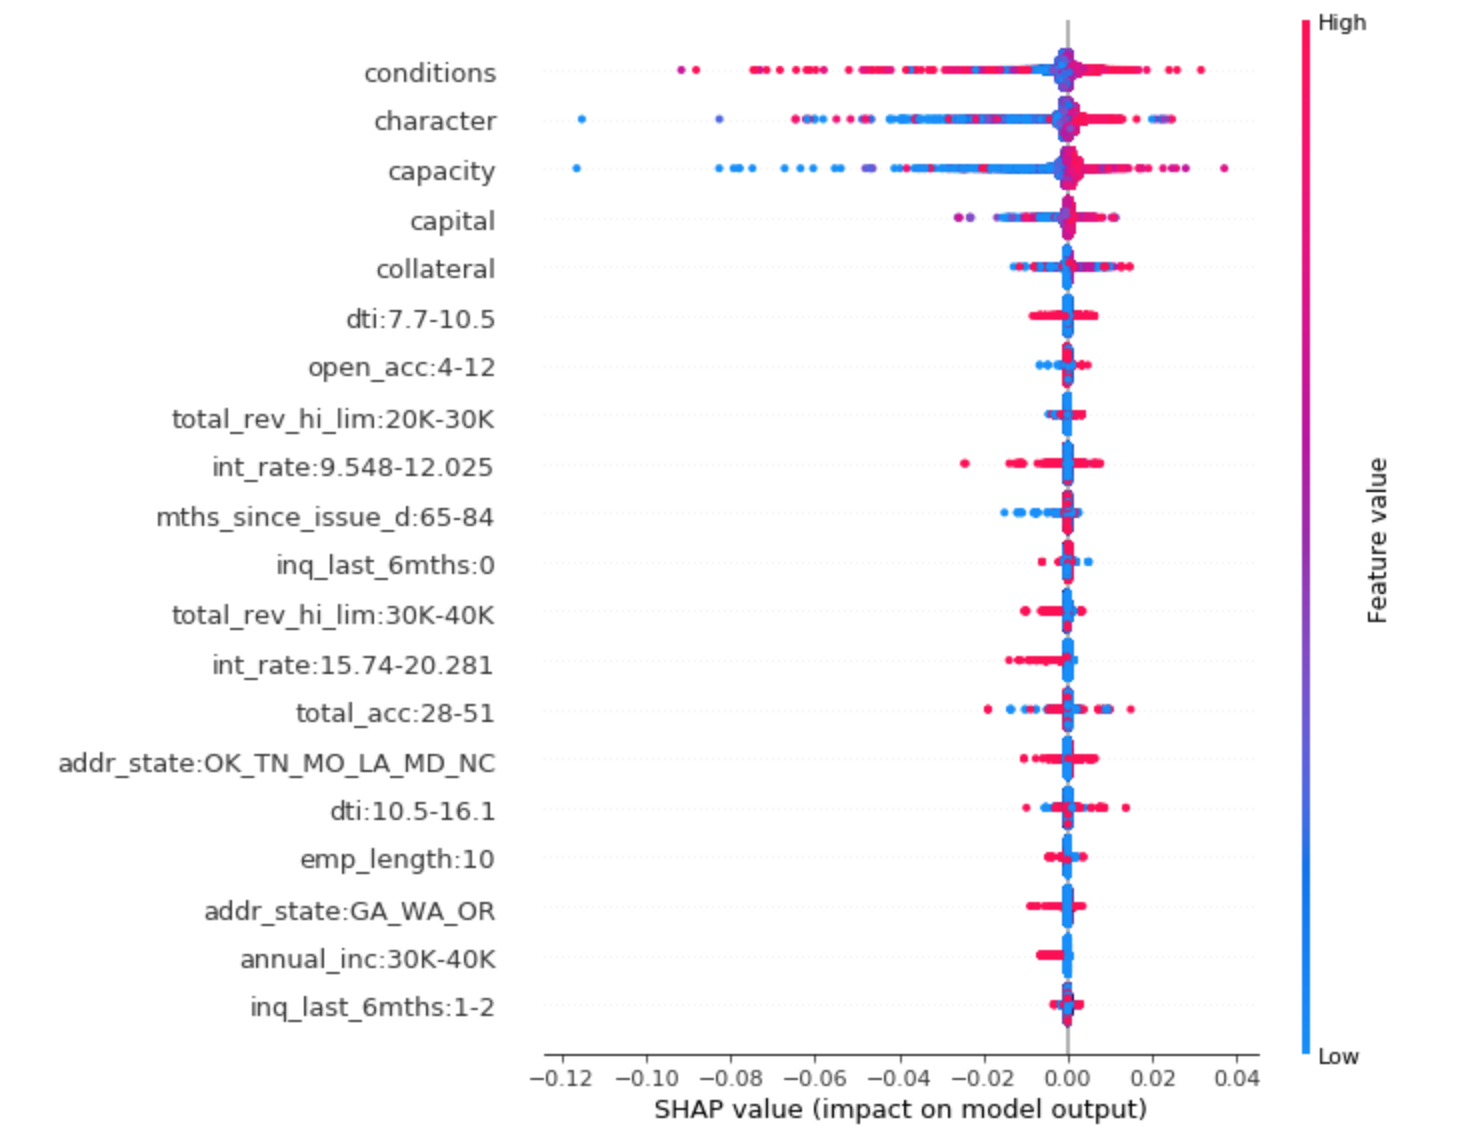 High
conditions
character
capacity
capital
collateral
dti:7.7-10.5
open_acc:4-12
total_rev_hi_lim:20K-30K
int_rate:9.548-12.025
mths_since_issue_d:65-84
inq_last_6mths:0
total_rev_hi_lim:30K-40K
int_rate:15.74-20.281
total_acc:28-51
addr_state:OK_TN_MO_LA_MD_NC
dti:10.5-16.1
emp_length:10
addr_state:GA_WA_OR
annual_inc:30K-40K
inq_last_6mths:1-2
Feature value
Low
−0.12 −0.10 −0.08 −0.06 −0.04 −0.02 0.00 0.02 0.04
SHAP value (impact on model output)